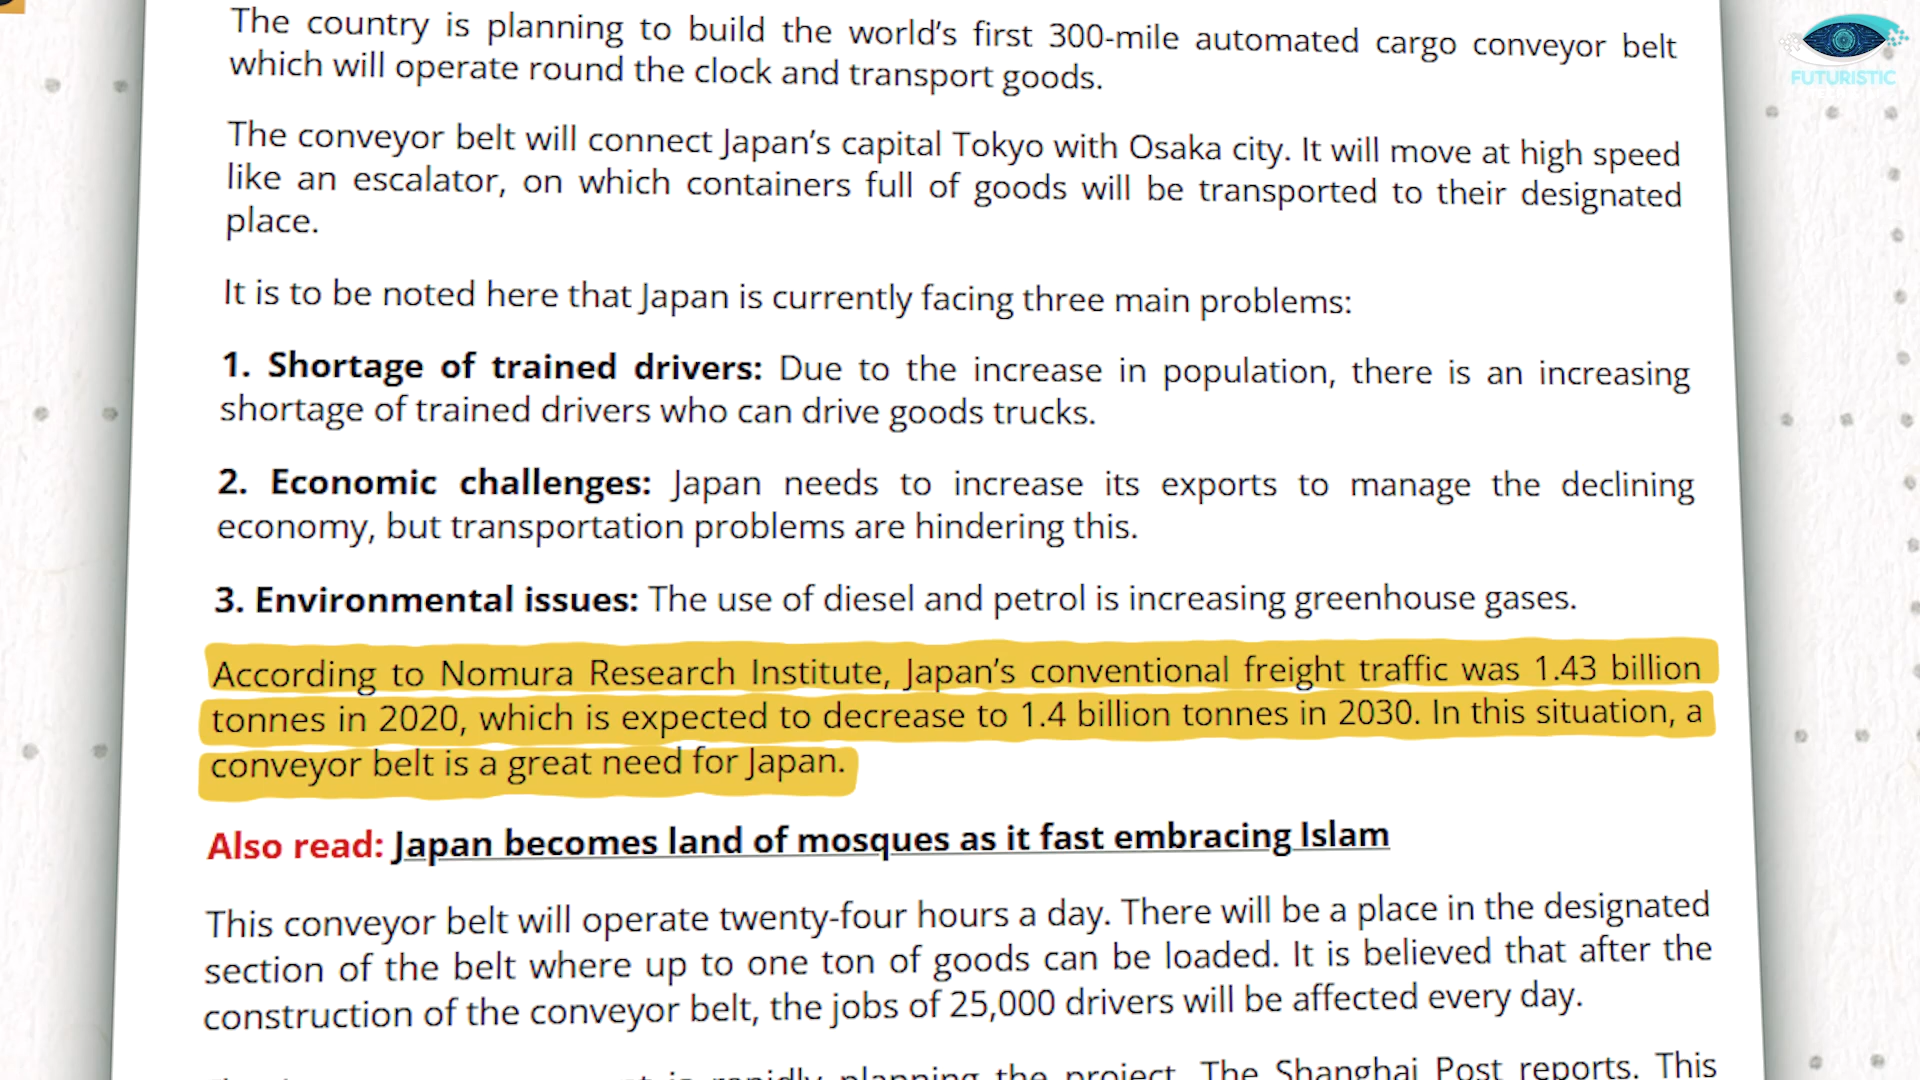 The country is planning to build the world's first 300-mile automated cargo conveyor belt
which will operate round the clock and transport goods.
The conveyor belt will connect Japan's capital Tokyo with Osaka city. It will move at high speed
like an escalator, on which containers full of goods will be transported to their designated
place.
It is to be noted here that Japan is currently facing three main problems:
1. Shortage of trained drivers: Due to the increase in population, there is an increasing
shortage of trained drivers who can drive goods trucks.
2. Economic challenges: Japan needs to increase its exports to manage the declining
economy, but transportation problems are hindering this.
3. Environmental issues: The use of diesel and petrol is increasing greenhouse gases.
According to Nomura Research Institute, Japan's conventional freight traffic was 1.43 billion
tonnes in 2020, which is expected to decrease to 1.4 billion tonnes in 2030. In this situation, a
conveyor belt is a great need for Japan.
Also read: Japan becomes land of mosques as it fast embracing Islam
This conveyor belt will operate twenty-four hours a day. There will be a place in the designated
section of the belt where up to one ton of goods can be loaded. It is believed that after the
construction of the conveyor belt, the jobs of 25,000 drivers will be affected every day.
is rapidly planning the project. The Shanghai Post reports. This
FUTURISTIC